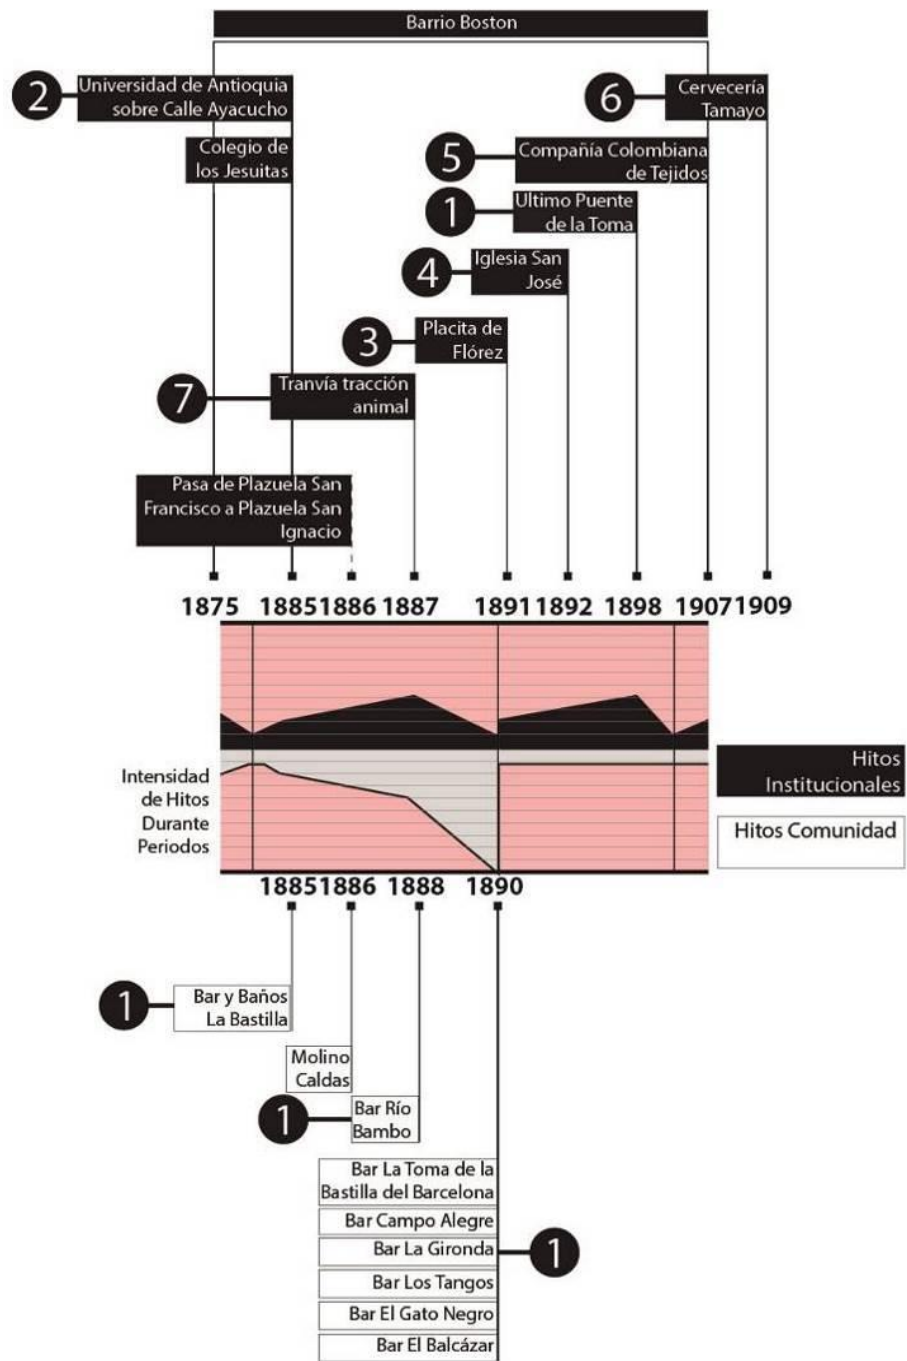 Barrio Boston
2
Universidad de Antioquia
sobre Calle Ayacucho
6
Cervecería
Tamayo
Colegio de
los Jesuitas
5
Compañía Colombiana
de Tejidos
1
Ultimo Puente
de la Toma
4
Iglesia San
José
3
Placita de
Flórez
7
Tranvía tracción
animal
Pasa de Plazuela San
Francisco a Plazuela San
Ignacio
1875 1885 1886 1887 1891 1892 1898 1907 1909
Intensidad
de Hitos
Durante
Periodos
Hitos
Institucionales
Hitos Comunidad
1885 1886 1888 1890
1
Bar y Baños
La Bastilla
Molino
Caldas
1
Bar Río
Bambo
Bar La Toma de la
Bastilla del Barcelona
Bar Campo Alegre
Bar La Gironda
1
Bar Los Tangos
Bar El Gato Negro
Bar El Balcázar